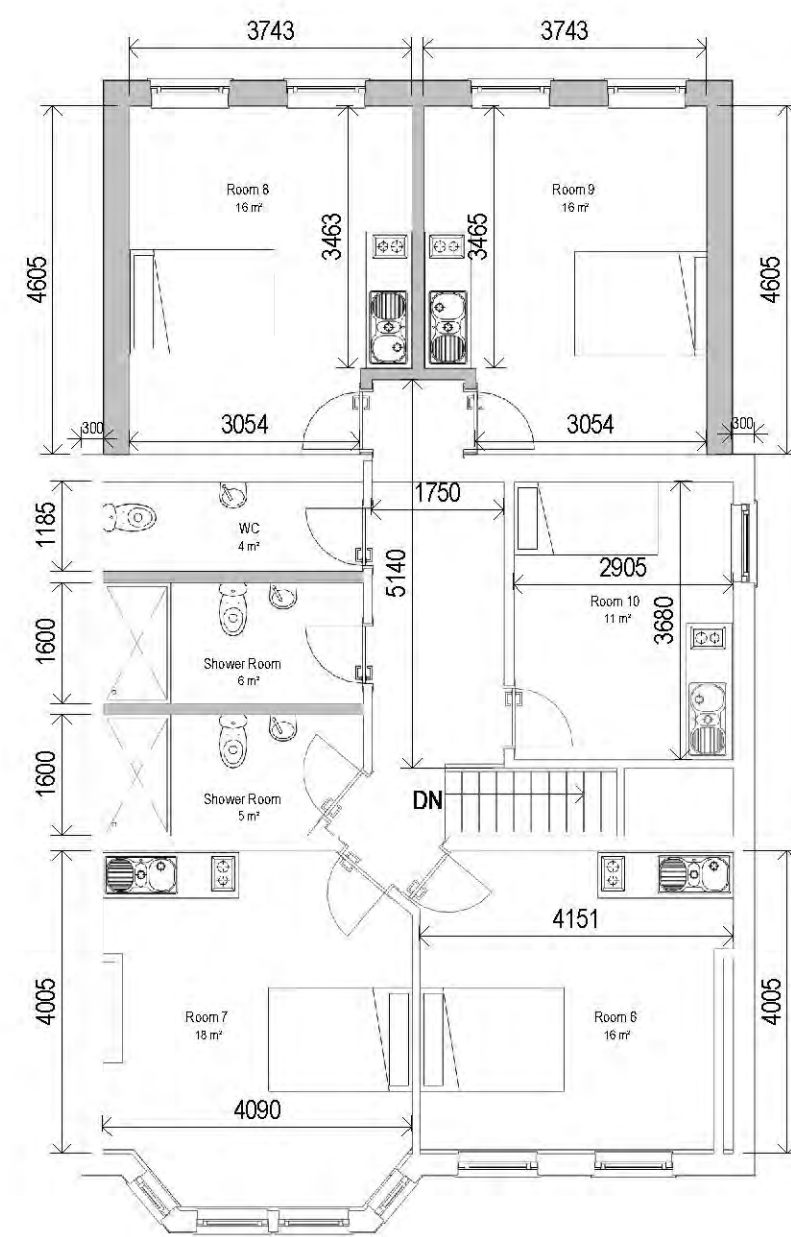 3743
3743
Room 8
16 m²
Room 9
16 m²
3463
3465
4605
4605
300
3054
3054
300
1185
WC
4 m²
1750
5140
2905
Room 10
11 m²
3680
1600
Shower Room
6 m²
1600
Shower Room
5 m²
DN
4151
4005
Room 7
18 m²
Room 6
16 m²
4005
4090